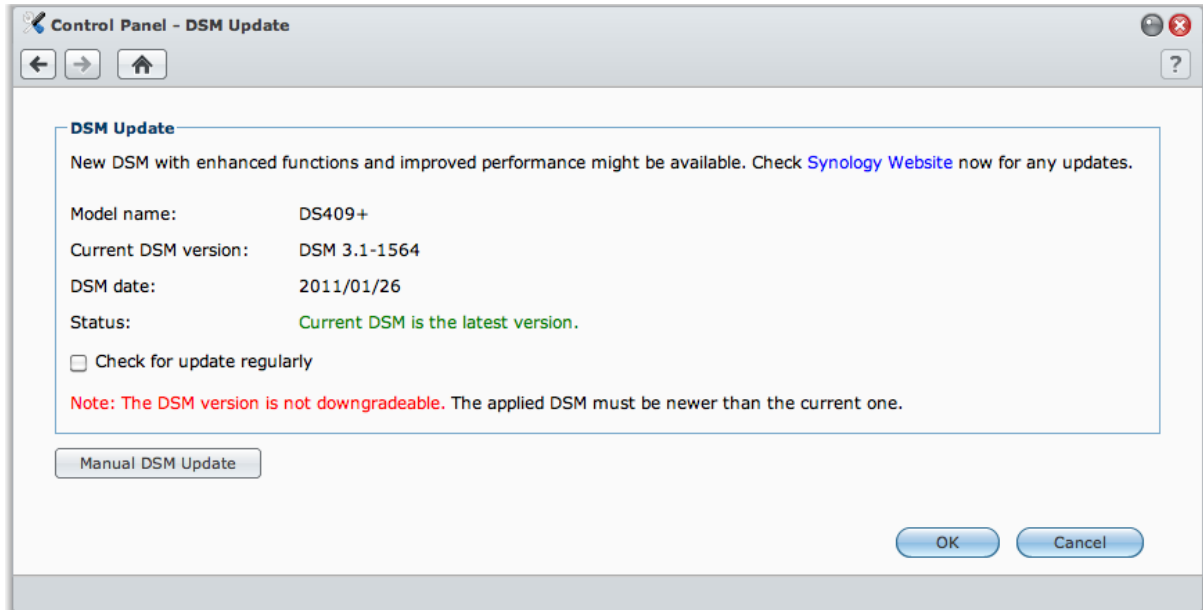 Control Panel - DSM Update
?
DSM Update
New DSM with enhanced functions and improved performance might be available. Check Synology Website now for any updates.
Model name: DS409+
Current DSM version: DSM 3.1-1564
DSM date: 2011/01/26
Status: Current DSM is the latest version.
Check for update regularly
Note: The DSM version is not downgradeable. The applied DSM must be newer than the current one.
Manual DSM Update
OK Cancel